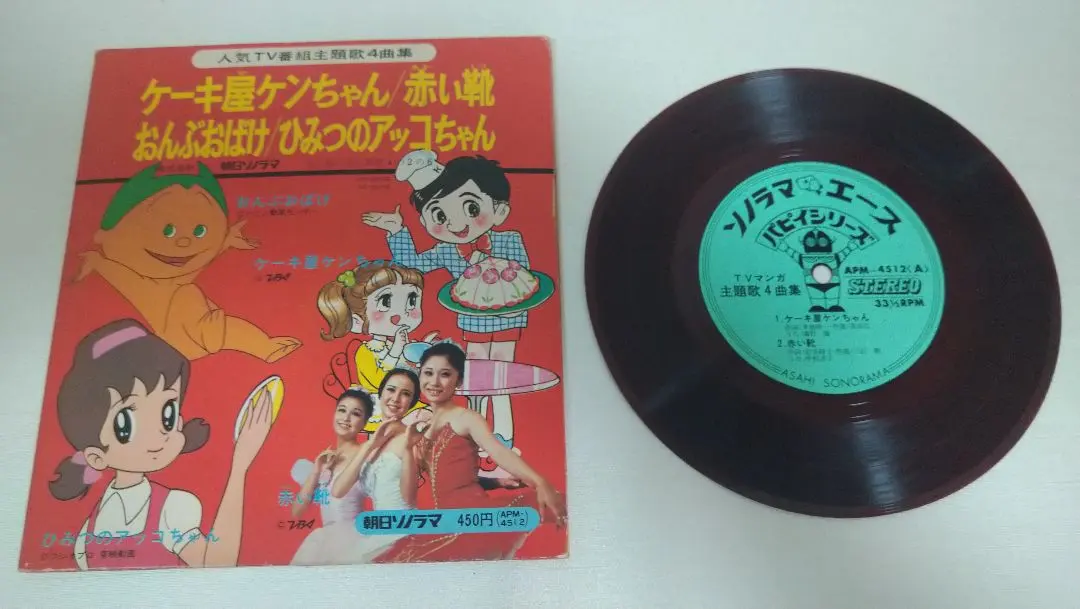 人気TV番組主題歌4曲集
ケーキ屋ケンちゃん/赤い靴
おんぶおばけ/ひみつのアッコちゃん
朝日ソノラマ
おんぶおばけ
ケーキ屋ケンちゃん
K
赤い靴
ひみつのアッコちゃん
朝日ソノラマ 450円(APM-4512)
ソノラマ エース
パピイシリーズ
TVマンガ
主題歌4曲集
APM-4512(A)
STEREO
33⅓RPM
1.ケーキ屋ケンちゃん
2.赤い靴
ASAHI SONORAMA